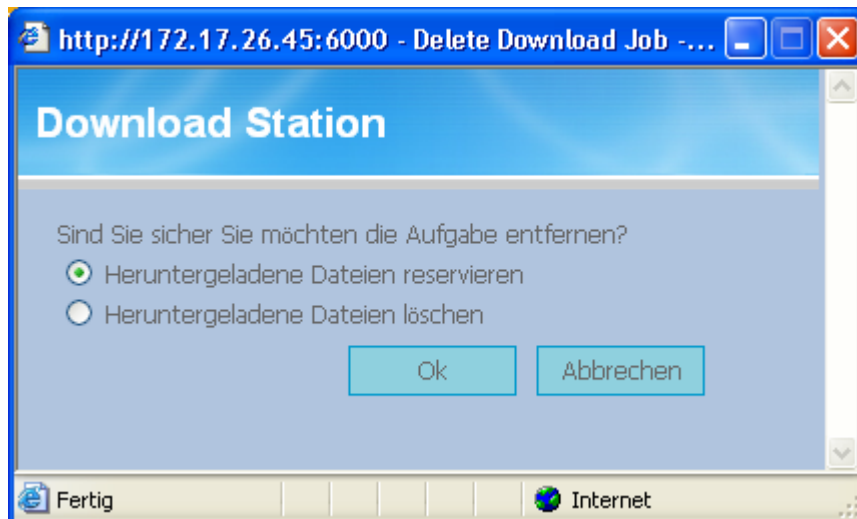 http://172.17.26.45:6000 - Delete Download Job -...
Download Station
Sind Sie sicher Sie möchten die Aufgabe entfernen?
Heruntergeladene Dateien reservieren
Heruntergeladene Dateien löschen
Ok
Abbrechen
Fertig
Internet